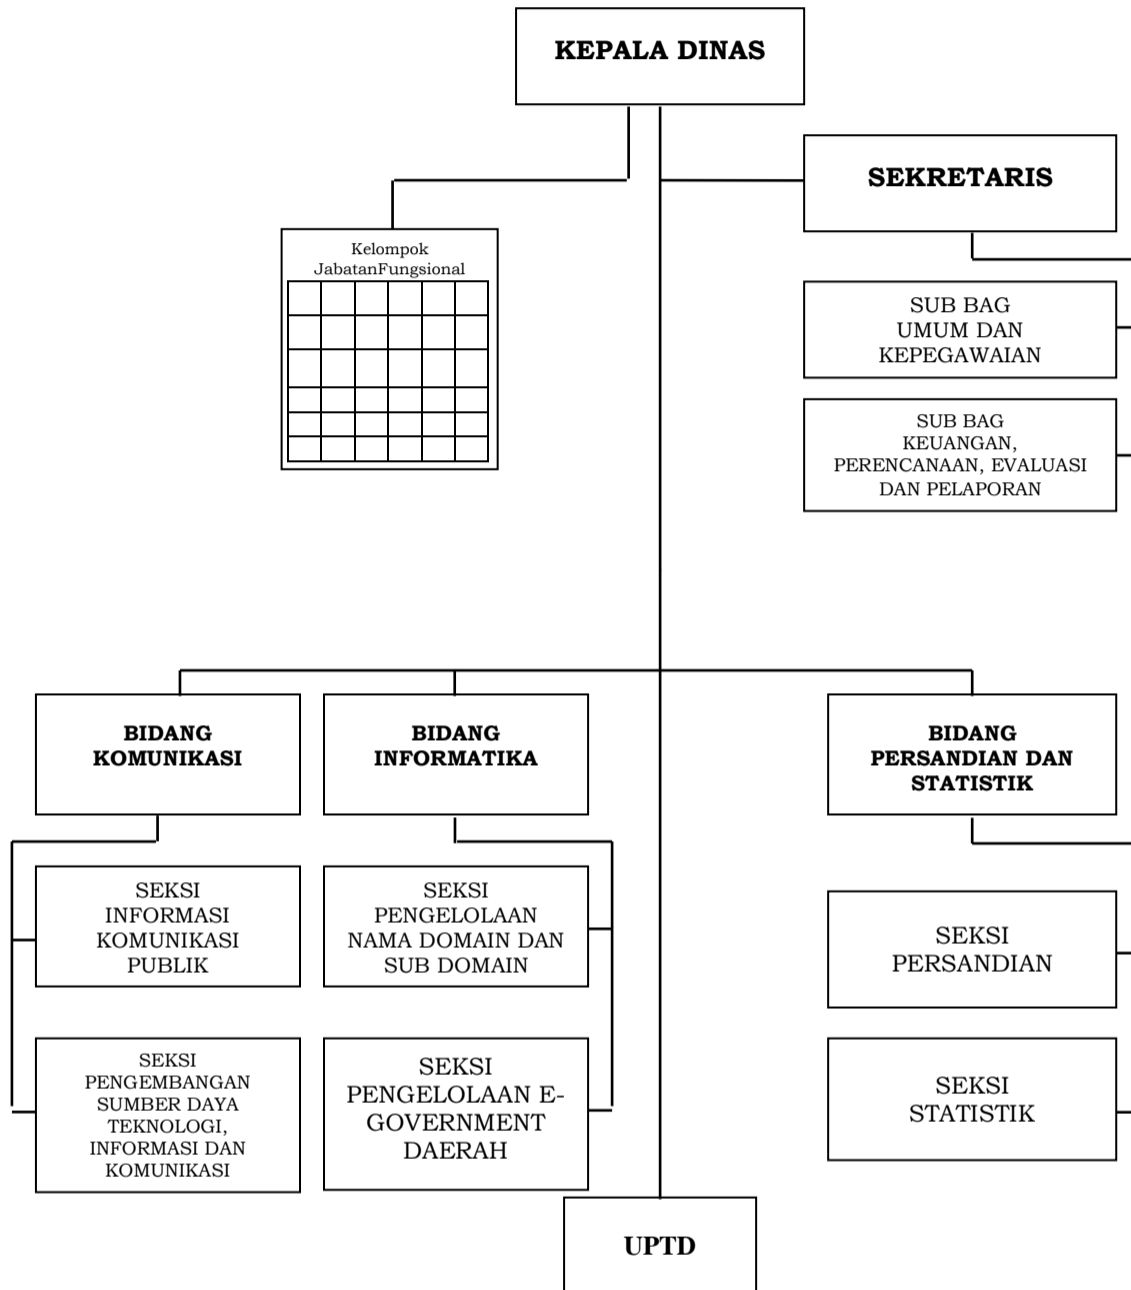 KEPALA DINAS
SEKRETARIS
Kelompok
JabatanFungsional
SUB BAG
UMUM DAN
KEPEGAWAIAN
SUB BAG
KEUANGAN,
PERENCANAAN, EVALUASI
DAN PELAPORAN
BIDANG
KOMUNIKASI
BIDANG
INFORMATIKA
BIDANG
PERSANDIAN DAN
STATISTIK
SEKSI
INFORMASI
KOMUNIKASI
PUBLIK
SEKSI
PENGELOLAAN
NAMA DOMAIN DAN
SUB DOMAIN
SEKSI
PERSANDIAN
SEKSI
PENGEMBANGAN
SUMBER DAYA
TEKNOLOGI,
INFORMASI DAN
KOMUNIKASI
SEKSI
PENGELOLAAN E-
GOVERNMENT
DAERAH
SEKSI
STATISTIK
UPTD